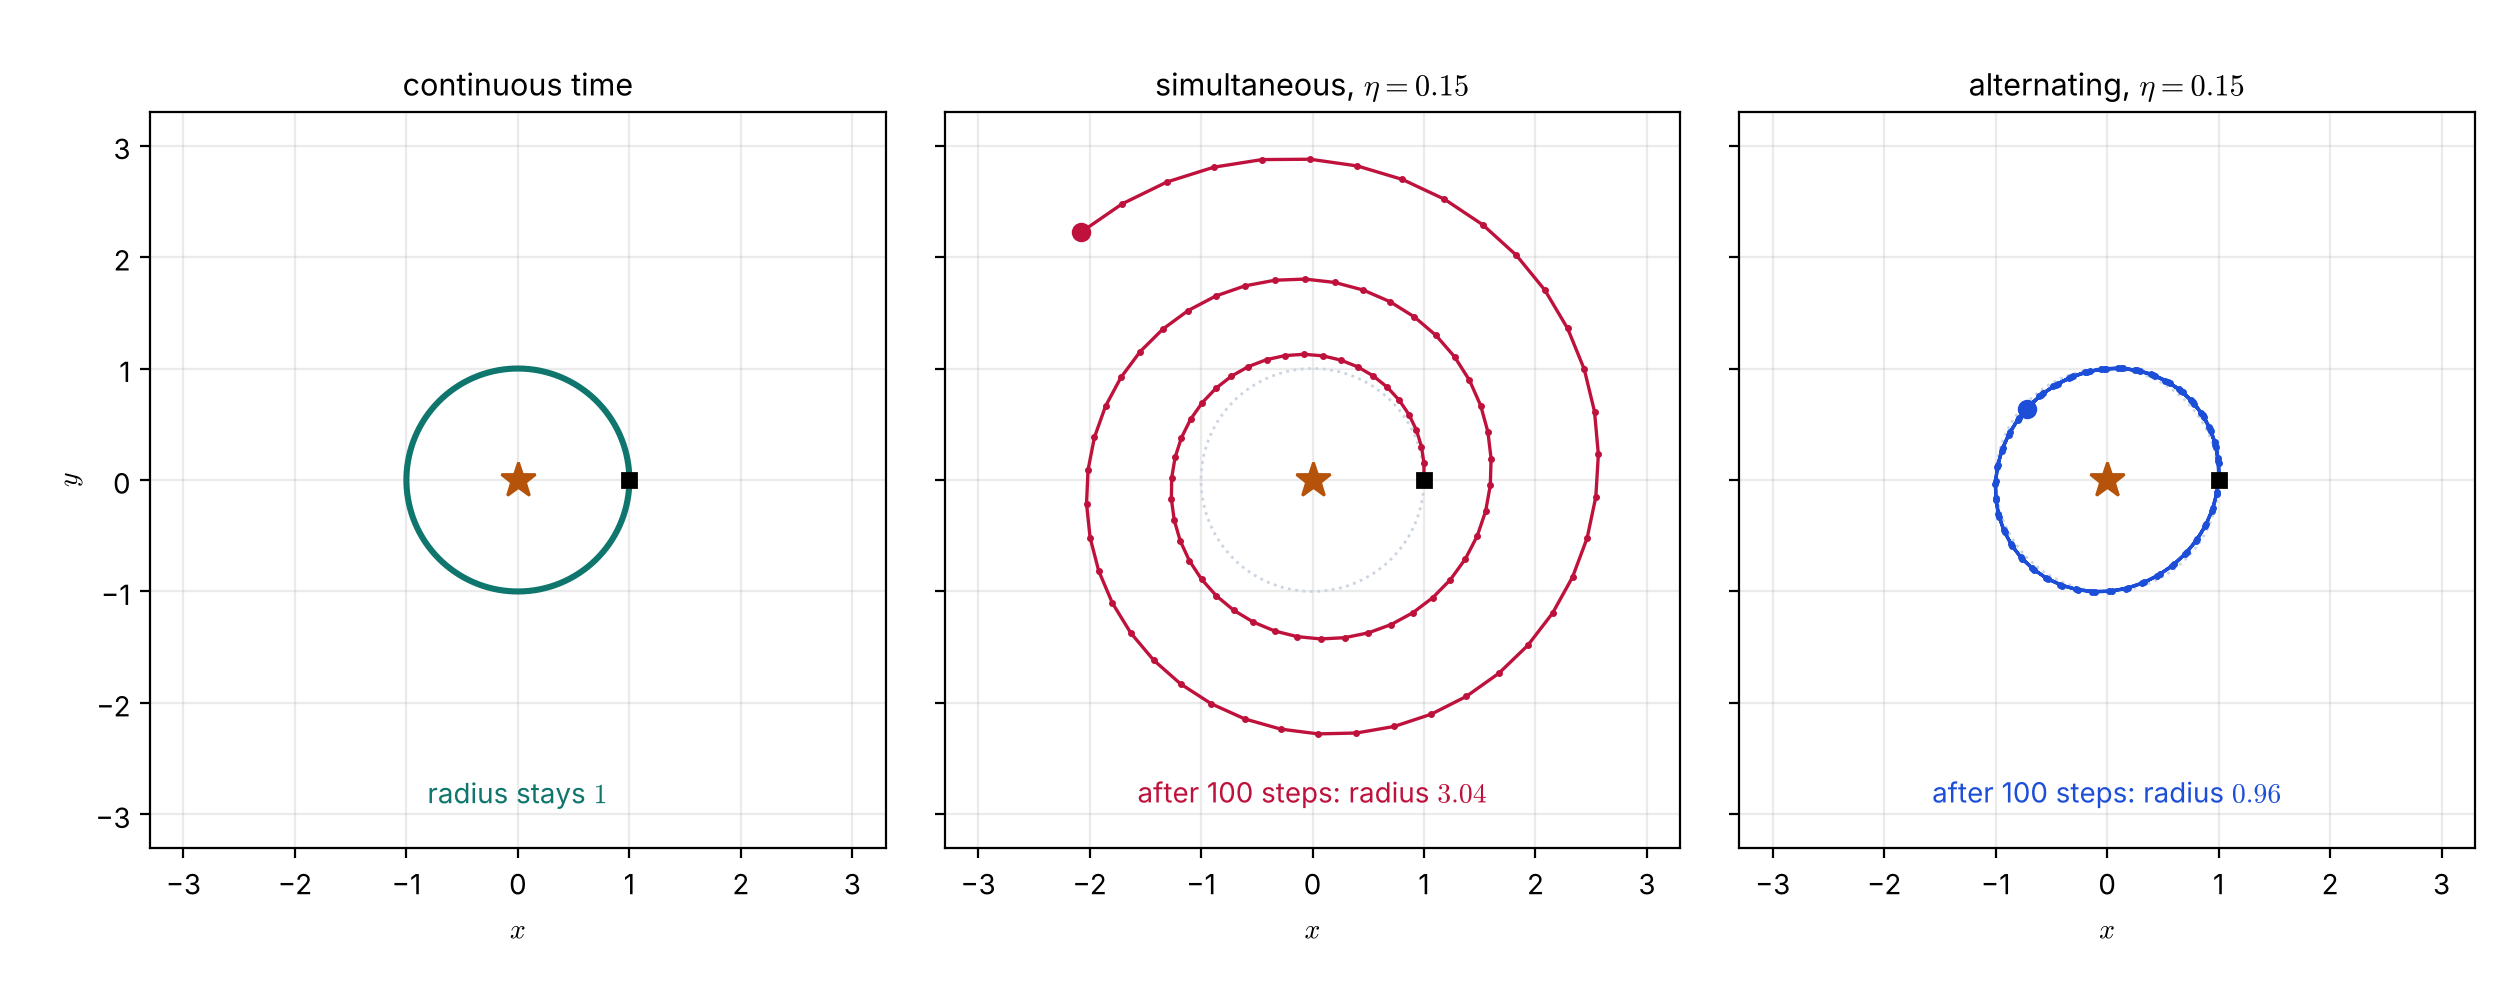 continuous time
simultaneous, η = 0.15
alternating, η = 0.15
y
3
2
1
0
−1
−2
−3
radius stays 1
after 100 steps: radius 3.04
after 100 steps: radius 0.96
−3 −2 −1 0 1 2 3
−3 −2 −1 0 1 2 3
−3 −2 −1 0 1 2 3
x
x
x